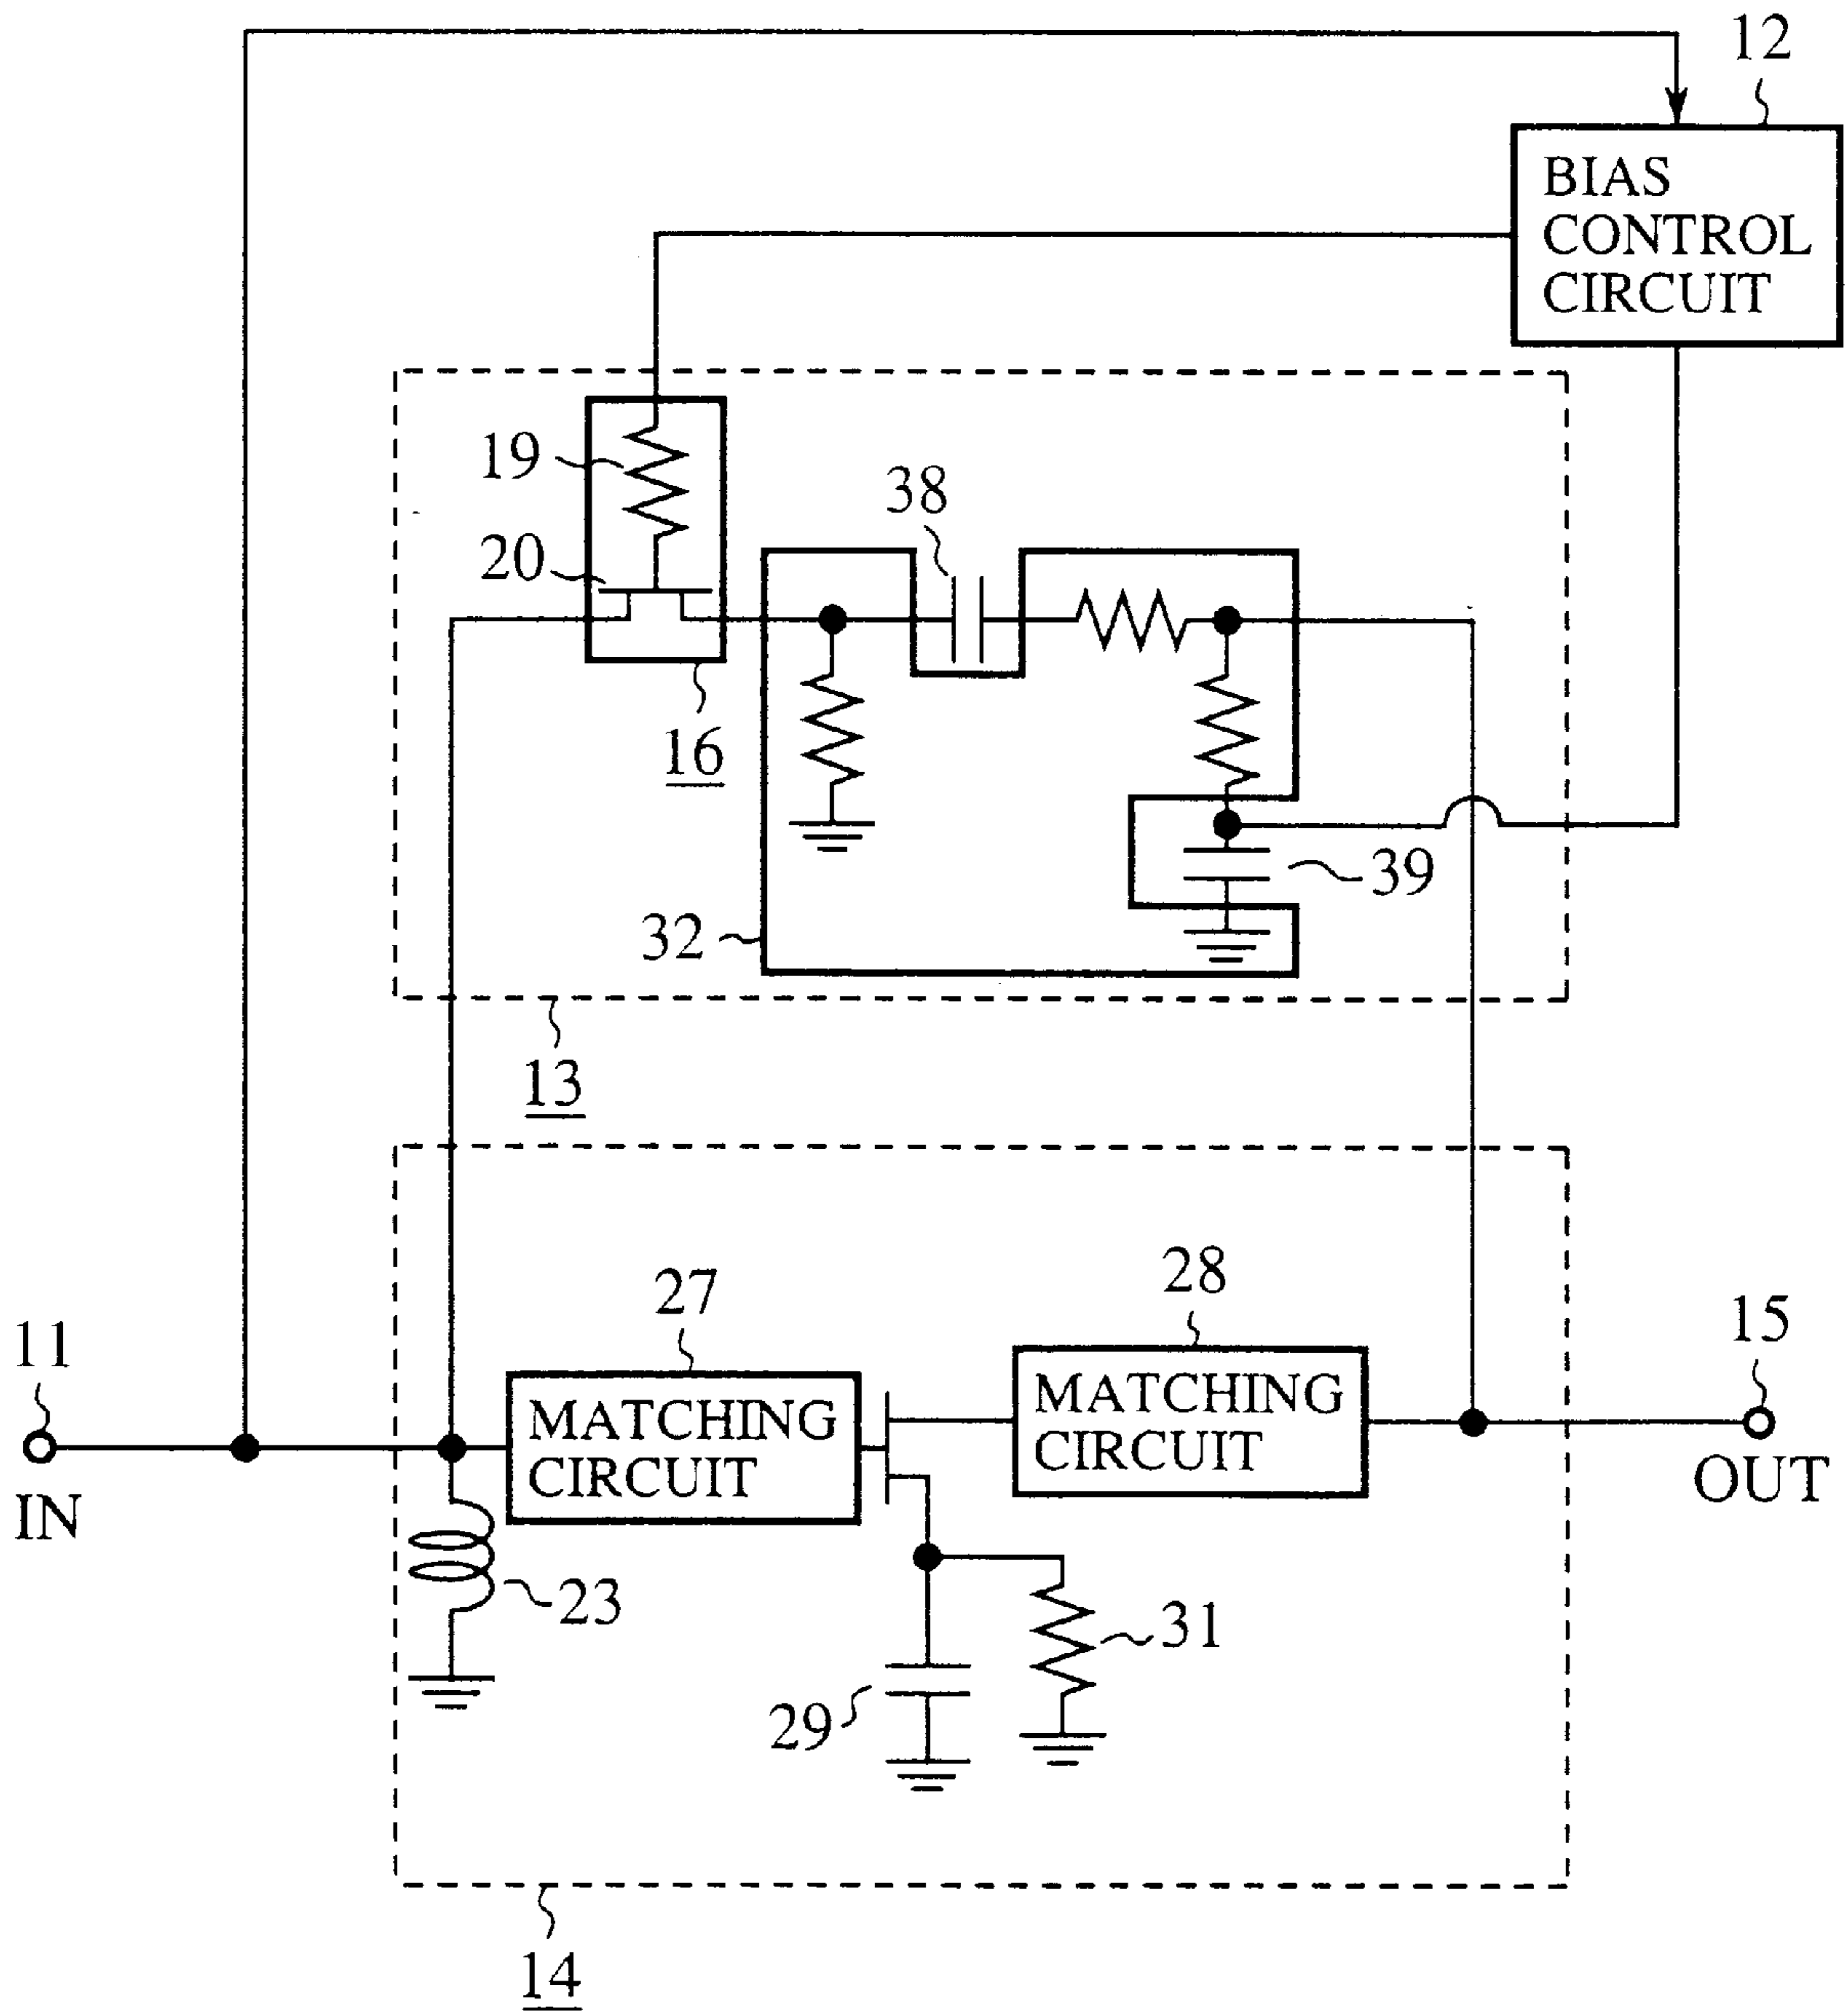 12
BIAS
CONTROL
CIRCUIT
19
38
20
16
39
32
13
28
27
15
11
MATCHING
CIRCUIT
MATCHING
CIRCUIT
OUT
IN
23
31
29
14